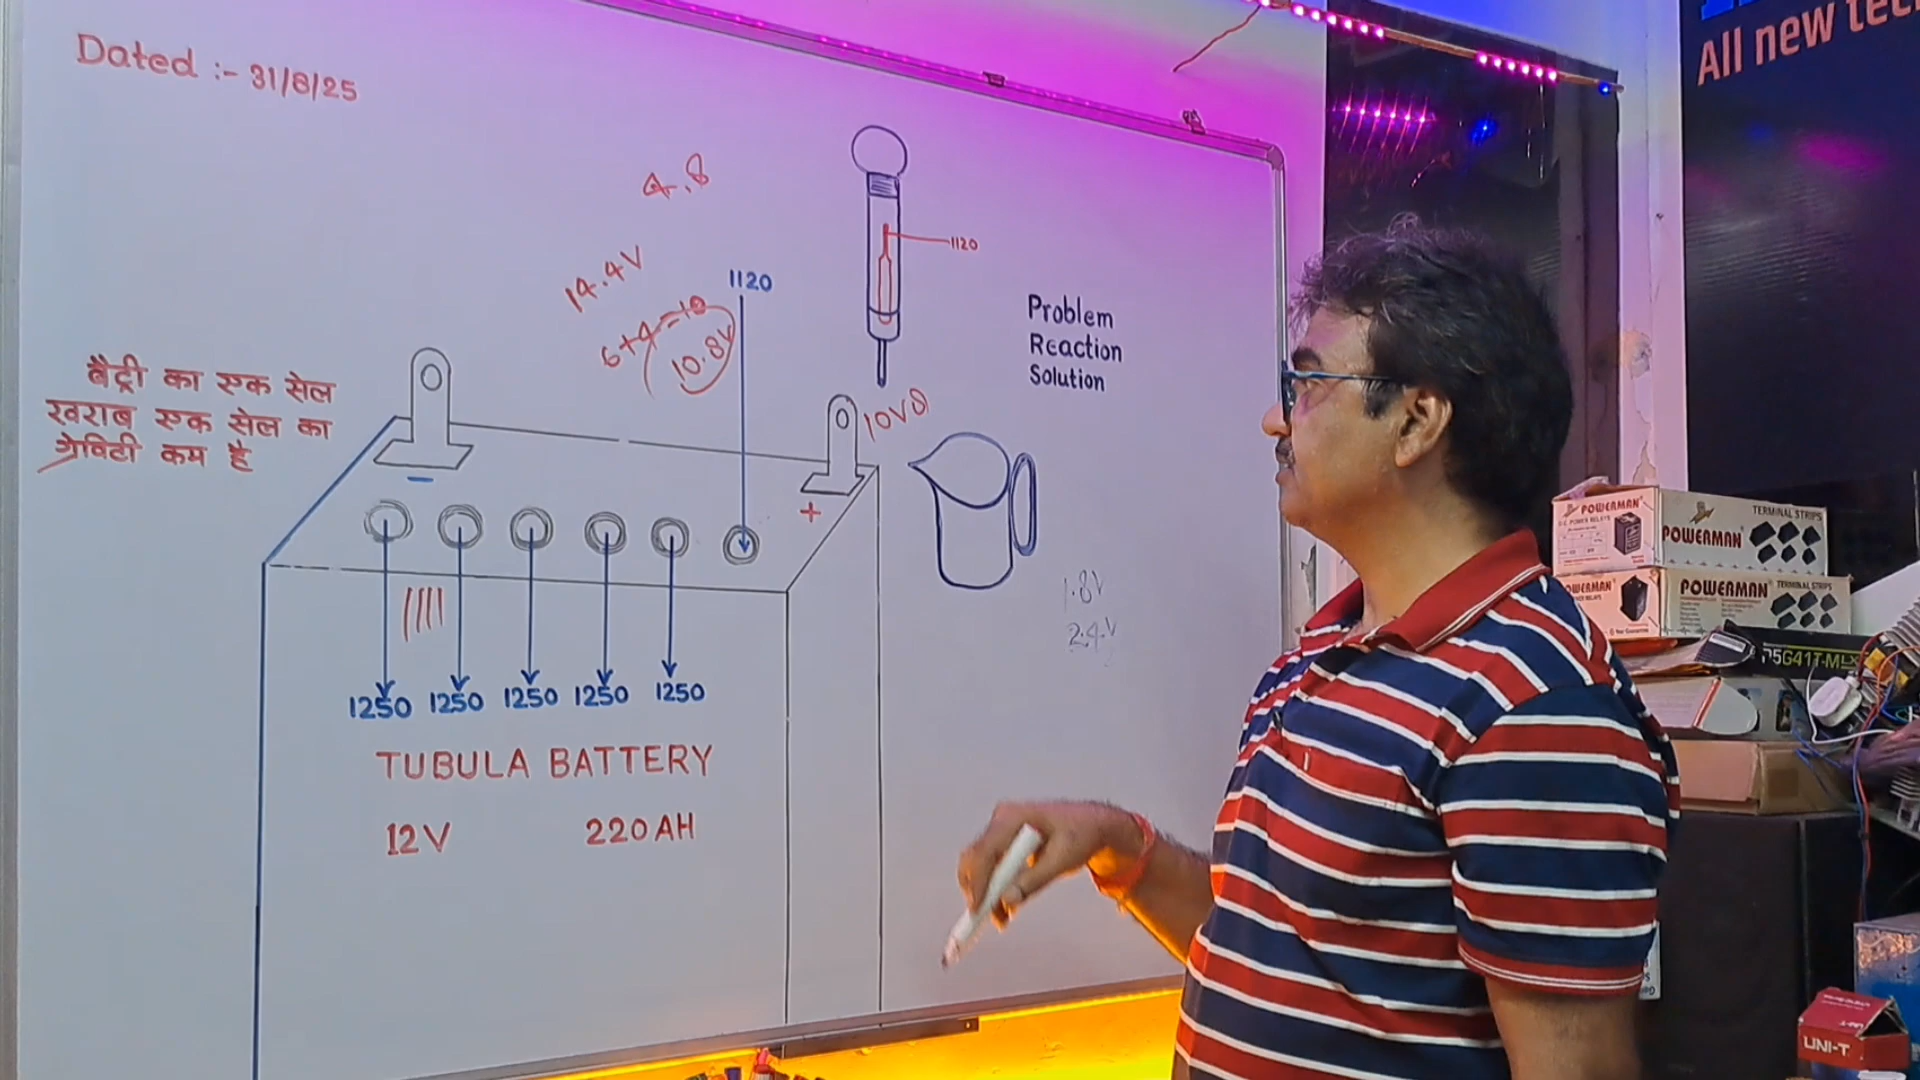 Dated :- 31/8/25
4.8
14.4V
6+4=10
10.8V
1120
1120
Problem
Reaction
Solution
बैट्री का एक सेल
खराब एक सेल का
ग्रेविटी कम है
10V
-
+
1.8V
2.4V
1250 1250 1250 1250 1250
TUBULA BATTERY
12V 220AH
All new
POWERMAN
TERMINAL STRIPS
POWERMAN
POWERMAN
TERMINAL STRIPS
POWERMAN
UNI-T